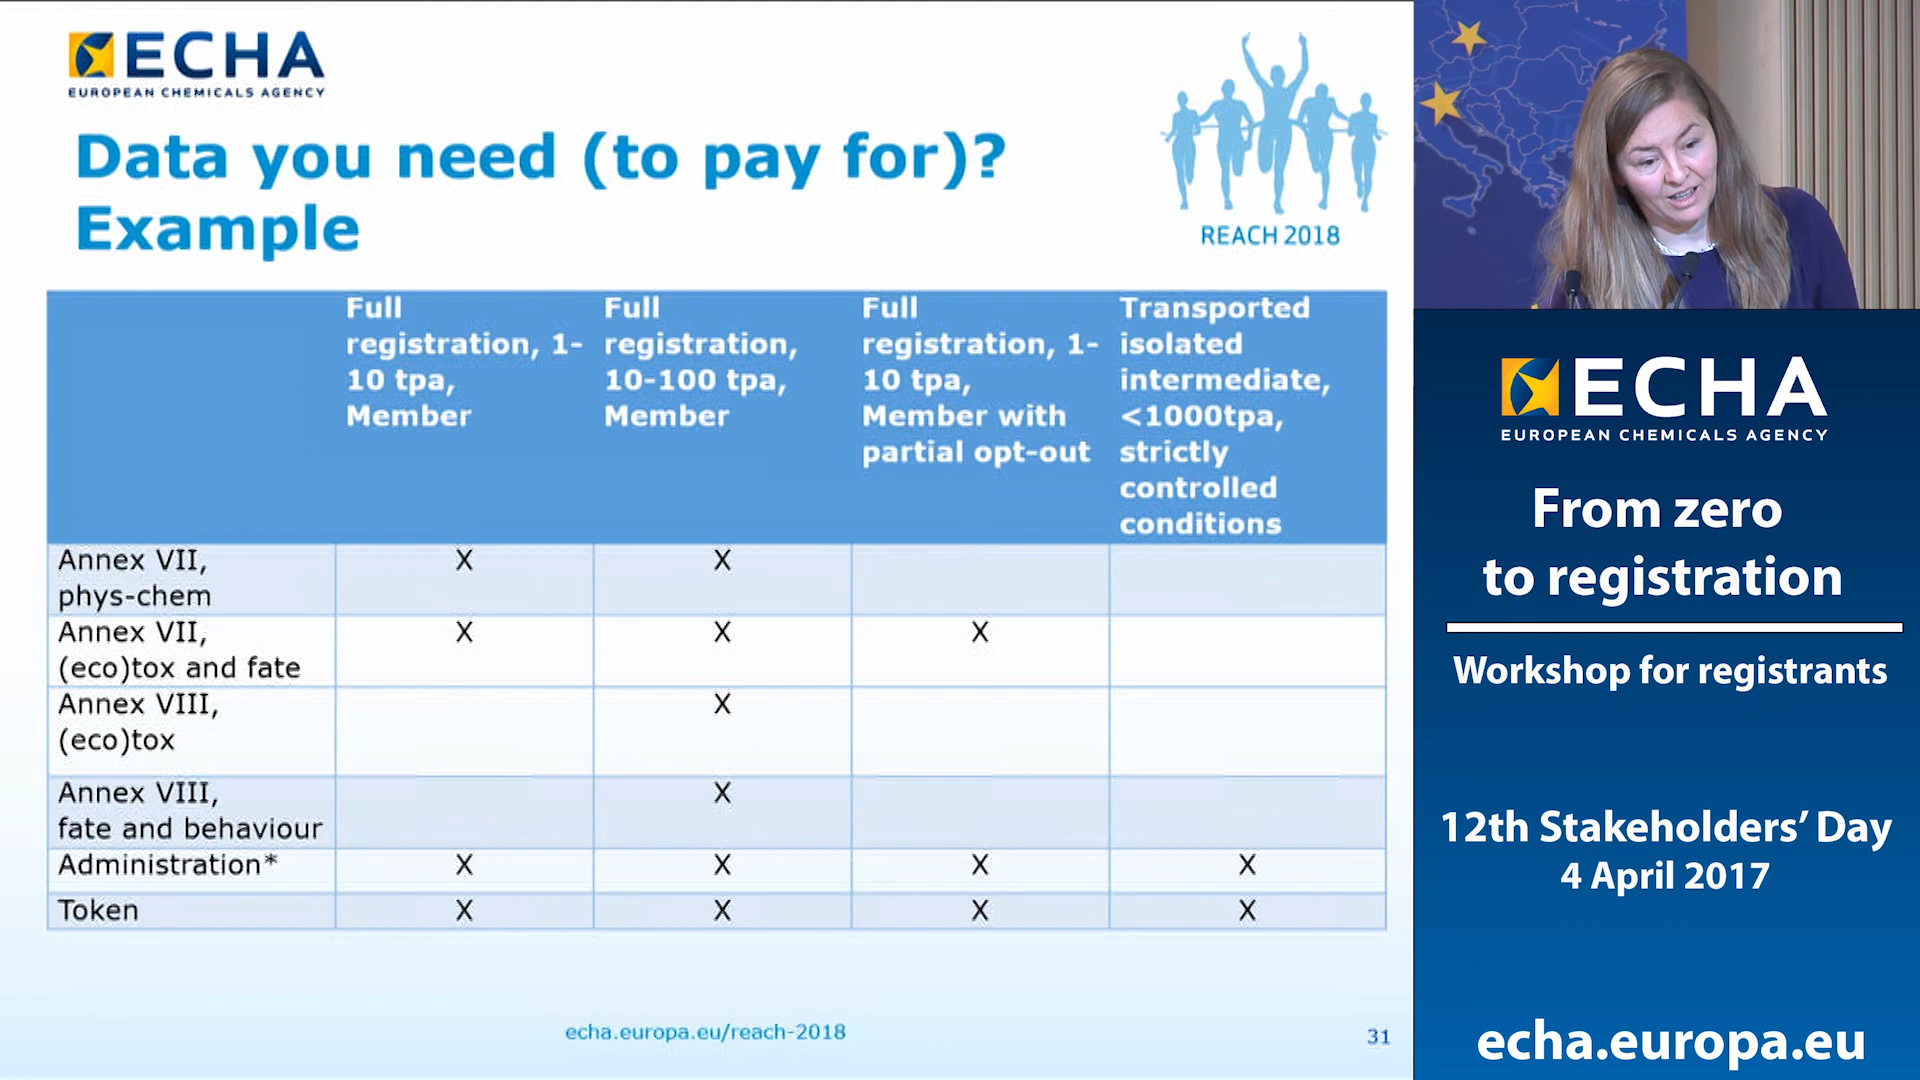 ECHA
EUROPEAN CHEMICALS AGENCY
Data you need (to pay for)?
Example
REACH 2018
Full
registration, 1-
10 tpa,
Member
Full
registration,
10-100 tpa,
Member
Full
registration, 1-
10 tpa,
Member with
partial opt-out
Transported
isolated
intermediate,
<1000tpa,
strictly
controlled
conditions
Annex VII,
phys-chem
X X
Annex VII,
(eco)tox and fate
X X X
Annex VIII,
(eco)tox
X
Annex VIII,
fate and behaviour
X
Administration* X X X X
Token X X X X
echa.europa.eu/reach-2018
31
ECHA
EUROPEAN CHEMICALS AGENCY
From zero
to registration
Workshop for registrants
12th Stakeholders’ Day
4 April 2017
echa.europa.eu